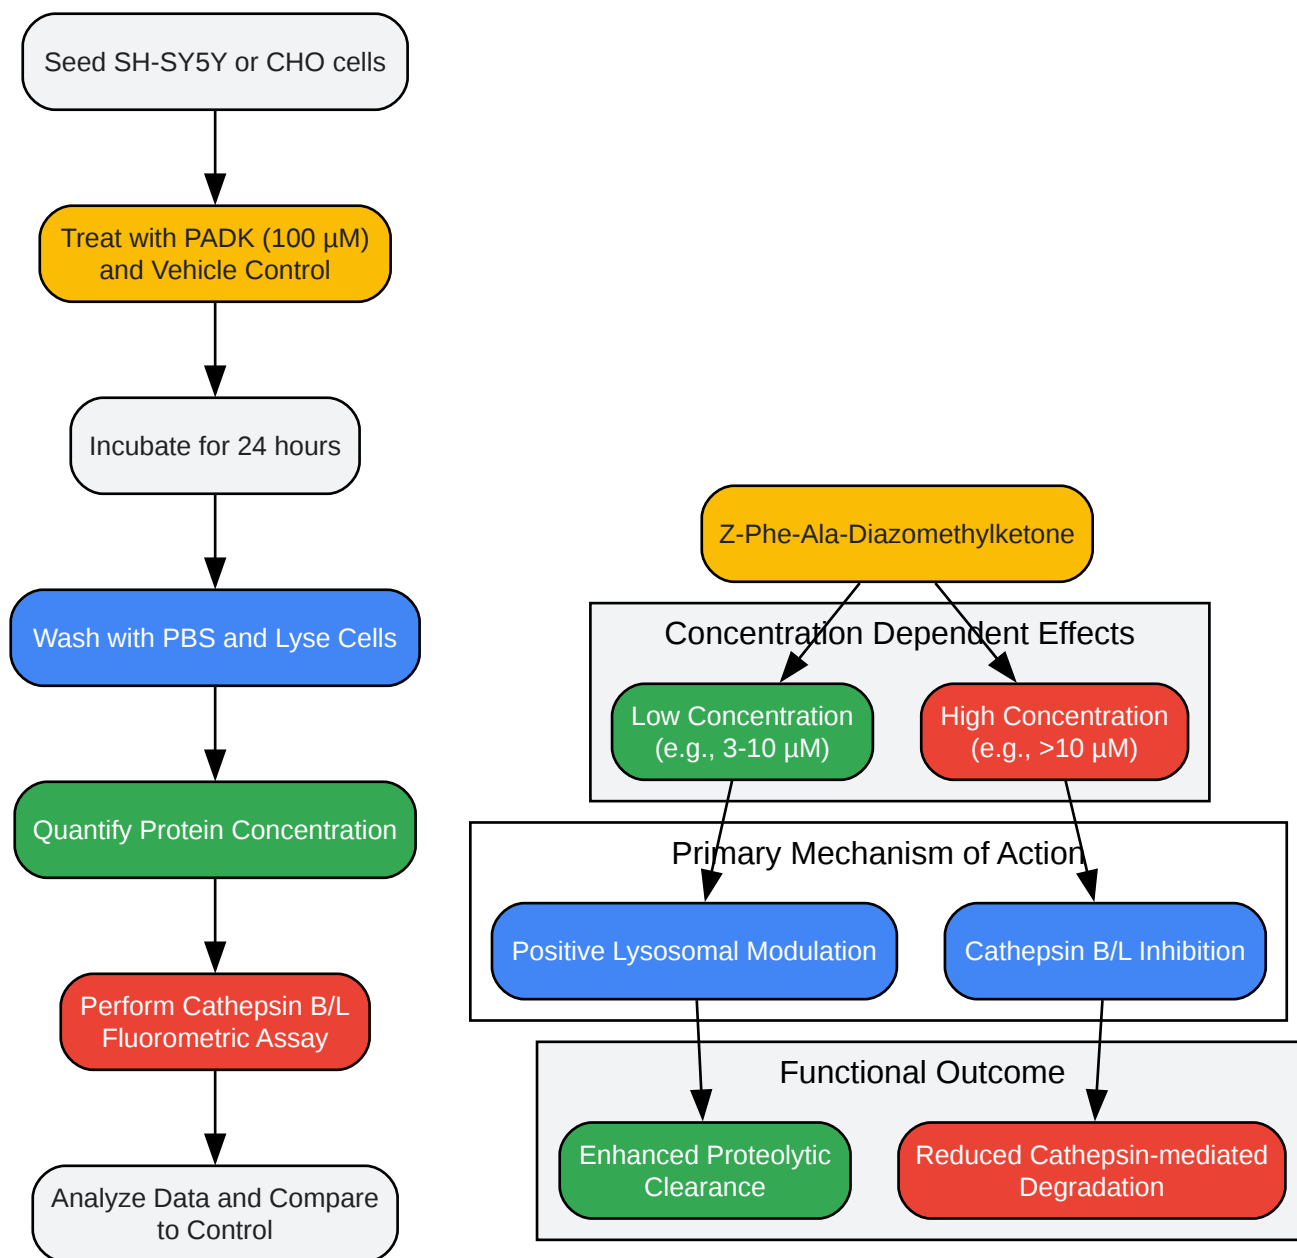 Seed SH-SY5Y or CHO cells
Treat with PADK (100 µM)
and Vehicle Control
Incubate for 24 hours
Wash with PBS and Lyse Cells
Quantify Protein Concentration
Perform Cathepsin B/L
Fluorometric Assay
Analyze Data and Compare
to Control
Z-Phe-Ala-Diazomethylketone
Concentration Dependent Effects
Low Concentration
(e.g., 3-10 µM)
High Concentration
(e.g., >10 µM)
Primary Mechanism of Action
Positive Lysosomal Modulation
Cathepsin B/L Inhibition
Functional Outcome
Enhanced Proteolytic
Clearance
Reduced Cathepsin-mediated
Degradation